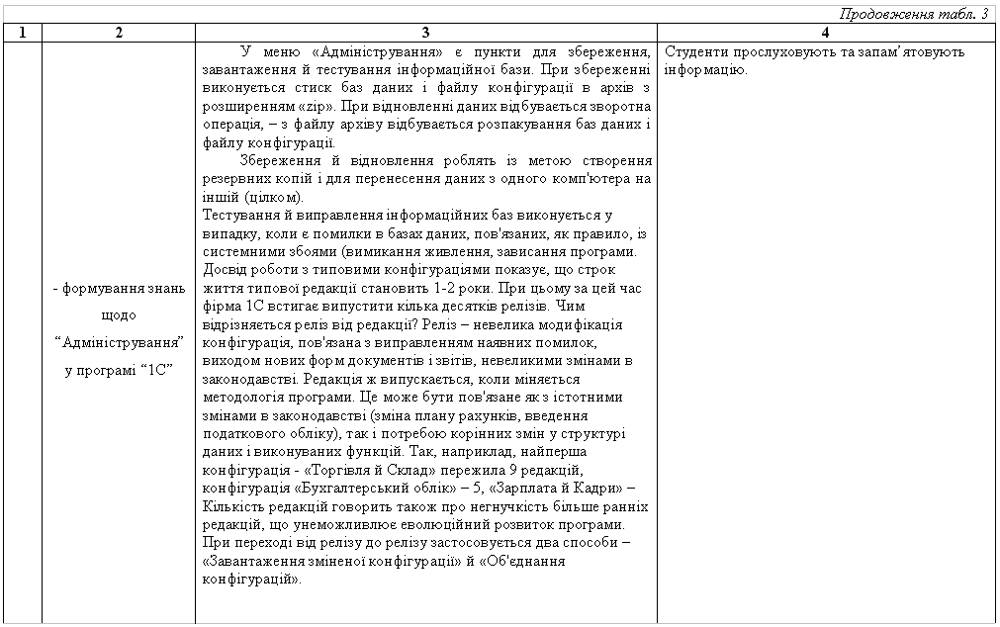 Продовження табл. 3
1 2 3 4
- формування знань
щодо
“Адміністрування”
у програмі “1С”
У меню «Адміністрування» є пункти для збереження,
завантаження й тестування інформаційної бази. При збереженні
виконується стиск баз даних і файлу конфігурації в архів з
розширенням «zip». При відновленні даних відбувається зворотна
операція, – з файлу архіву відбувається розпакування баз даних і
файлу конфігурації.
Збереження й відновлення роблять із метою створення
резервних копій і для перенесення даних з одного комп'ютера на
іншій (цілком).
Тестування й виправлення інформаційних баз виконується у
випадку, коли є помилки в базах даних, пов'язаних, як правило, із
системними збоями (вимикання живлення, зависання програми.
Досвід роботи з типовими конфігураціями показує, що строк
життя типової редакції становить 1-2 роки. При цьому за цей час
фірма 1С встигає випустити кілька десятків релізів. Чим
відрізняється реліз від редакції? Реліз – невелика модифікація
конфігурація, пов'язана з виправленням наявних помилок,
виходом нових форм документів і звітів, невеликими змінами в
законодавстві. Редакція ж випускається, коли міняється
методологія програми. Це може бути пов'язане як з істотними
змінами в законодавстві (зміна плану рахунків, введення
податкового обліку), так і потребою корінних змін у структурі
даних і виконуваних функцій. Так, наприклад, найперша
конфігурація - «Торгівля й Склад» пережила 9 редакцій,
конфігурація «Бухгалтерський облік» – 5, «Зарплата й Кадри» –
Кількість редакцій говорить також про негнучкість більше ранніх
редакцій, що унеможливлює еволюційний розвиток програми.
При переході від релізу до релізу застосовується два способи –
«Завантаження зміненої конфігурації» й «Об'єднання
конфігурацій».
Студенти прослуховують та запам’ятовують
інформацію.